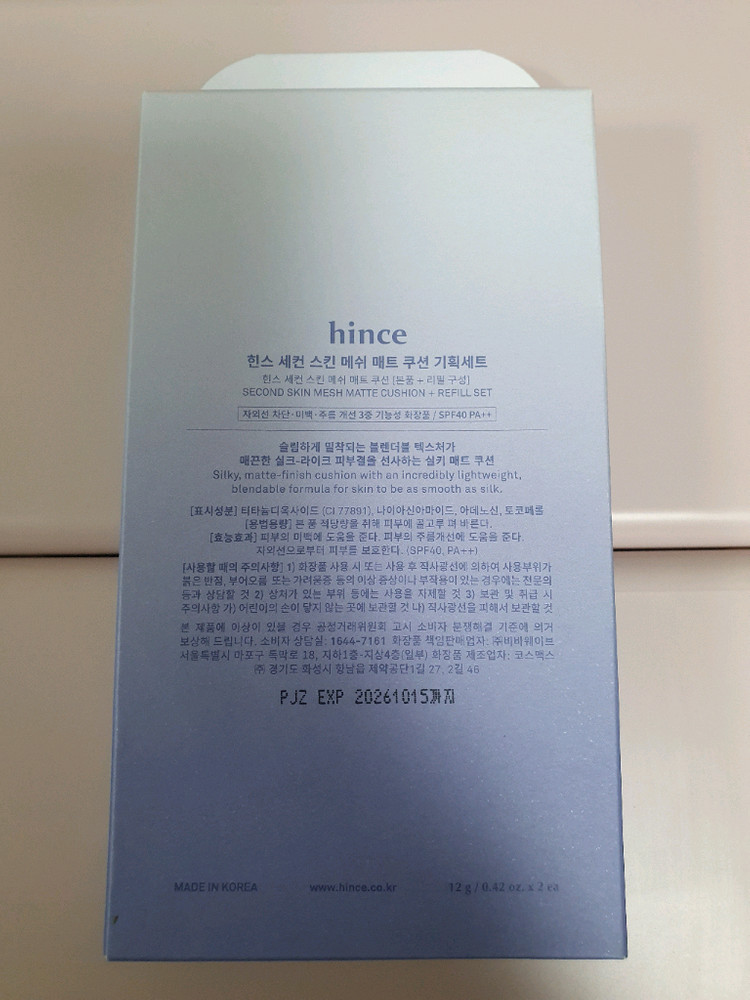 hince
힌스 세컨 스킨 메쉬 매트 쿠션 기획세트
힌스 세컨 스킨 메쉬 매트 쿠션 [본품 + 리필 구성]
SECOND SKIN MESH MATTE CUSHION + REFILL SET
자외선 차단·미백·주름 개선 3중 기능성 화장품 / SPF40 PA++
슬림하게 밀착되는 블렌더블 텍스처가
매끈한 실크-라이크 피부결을 선사하는 실키 매트 쿠션
Silky, matte-finish cushion with an incredibly lightweight,
blendable formula for skin to be as smooth as silk.
[표시성분] 티타늄디옥사이드 (CI 77891), 나이아신아마이드, 아데노신, 토코페롤
[용법용량] 본 품 적당량을 취해 피부에 골고루 펴 바른다.
[효능효과] 피부의 미백에 도움을 준다. 피부의 주름개선에 도움을 준다.
자외선으로부터 피부를 보호한다. (SPF40, PA++)
[사용할 때의 주의사항] 1) 화장품 사용 시 또는 사용 후 직사광선에 의하여 사용부위가
붉은 반점, 부어오름 또는 가려움증 등의 이상 증상이나 부작용이 있는 경우에는 전문의
등과 상담할 것 2) 상처가 있는 부위 등에는 사용을 자제할 것 3) 보관 및 취급 시
주의사항 가) 어린이의 손이 닿지 않는 곳에 보관할 것 나) 직사광선을 피해서 보관할 것
본 제품에 이상이 있을 경우 공정거래위원회 고시 소비자 분쟁해결 기준에 의거
보상해 드립니다. 소비자 상담실: 1644-7161 화장품 책임판매업자: ㈜비바웨이브
서울특별시 마포구 독막로 18, 지하1층-지상4층(일부) 화장품 제조업자: 코스맥스
㈜ 경기도 화성시 향남읍 제약공단1길 27, 2길 46
PJZ EXP 20261015까지
MADE IN KOREA www.hince.co.kr 12 g / 0.42 oz. x 2 ea